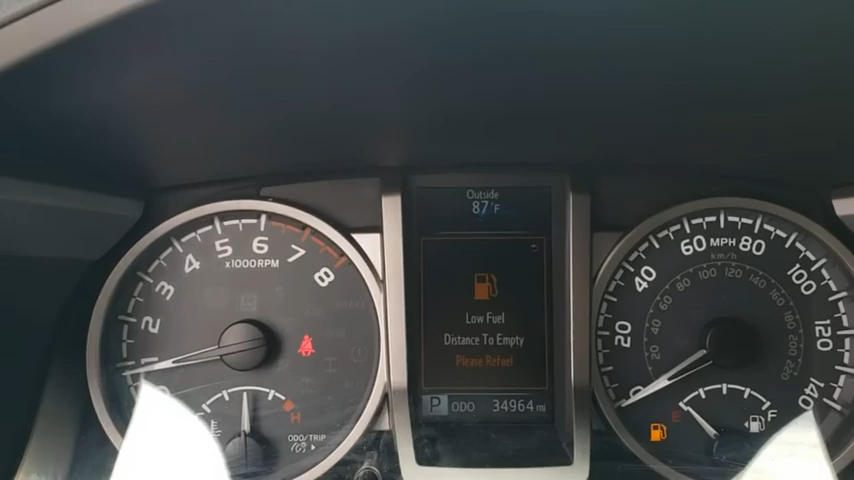 Outside
87°F
Low Fuel
Distance To Empty
Please Refuel
P ODO 34964 mi
1
2
3
4
5
6
7
8
x1000RPM
H
ODO/TRIP
0
20
40
60 MPH 80
100
120
140
km/h
20
40
60
80
100
120
140
160
180
200
220
E
F